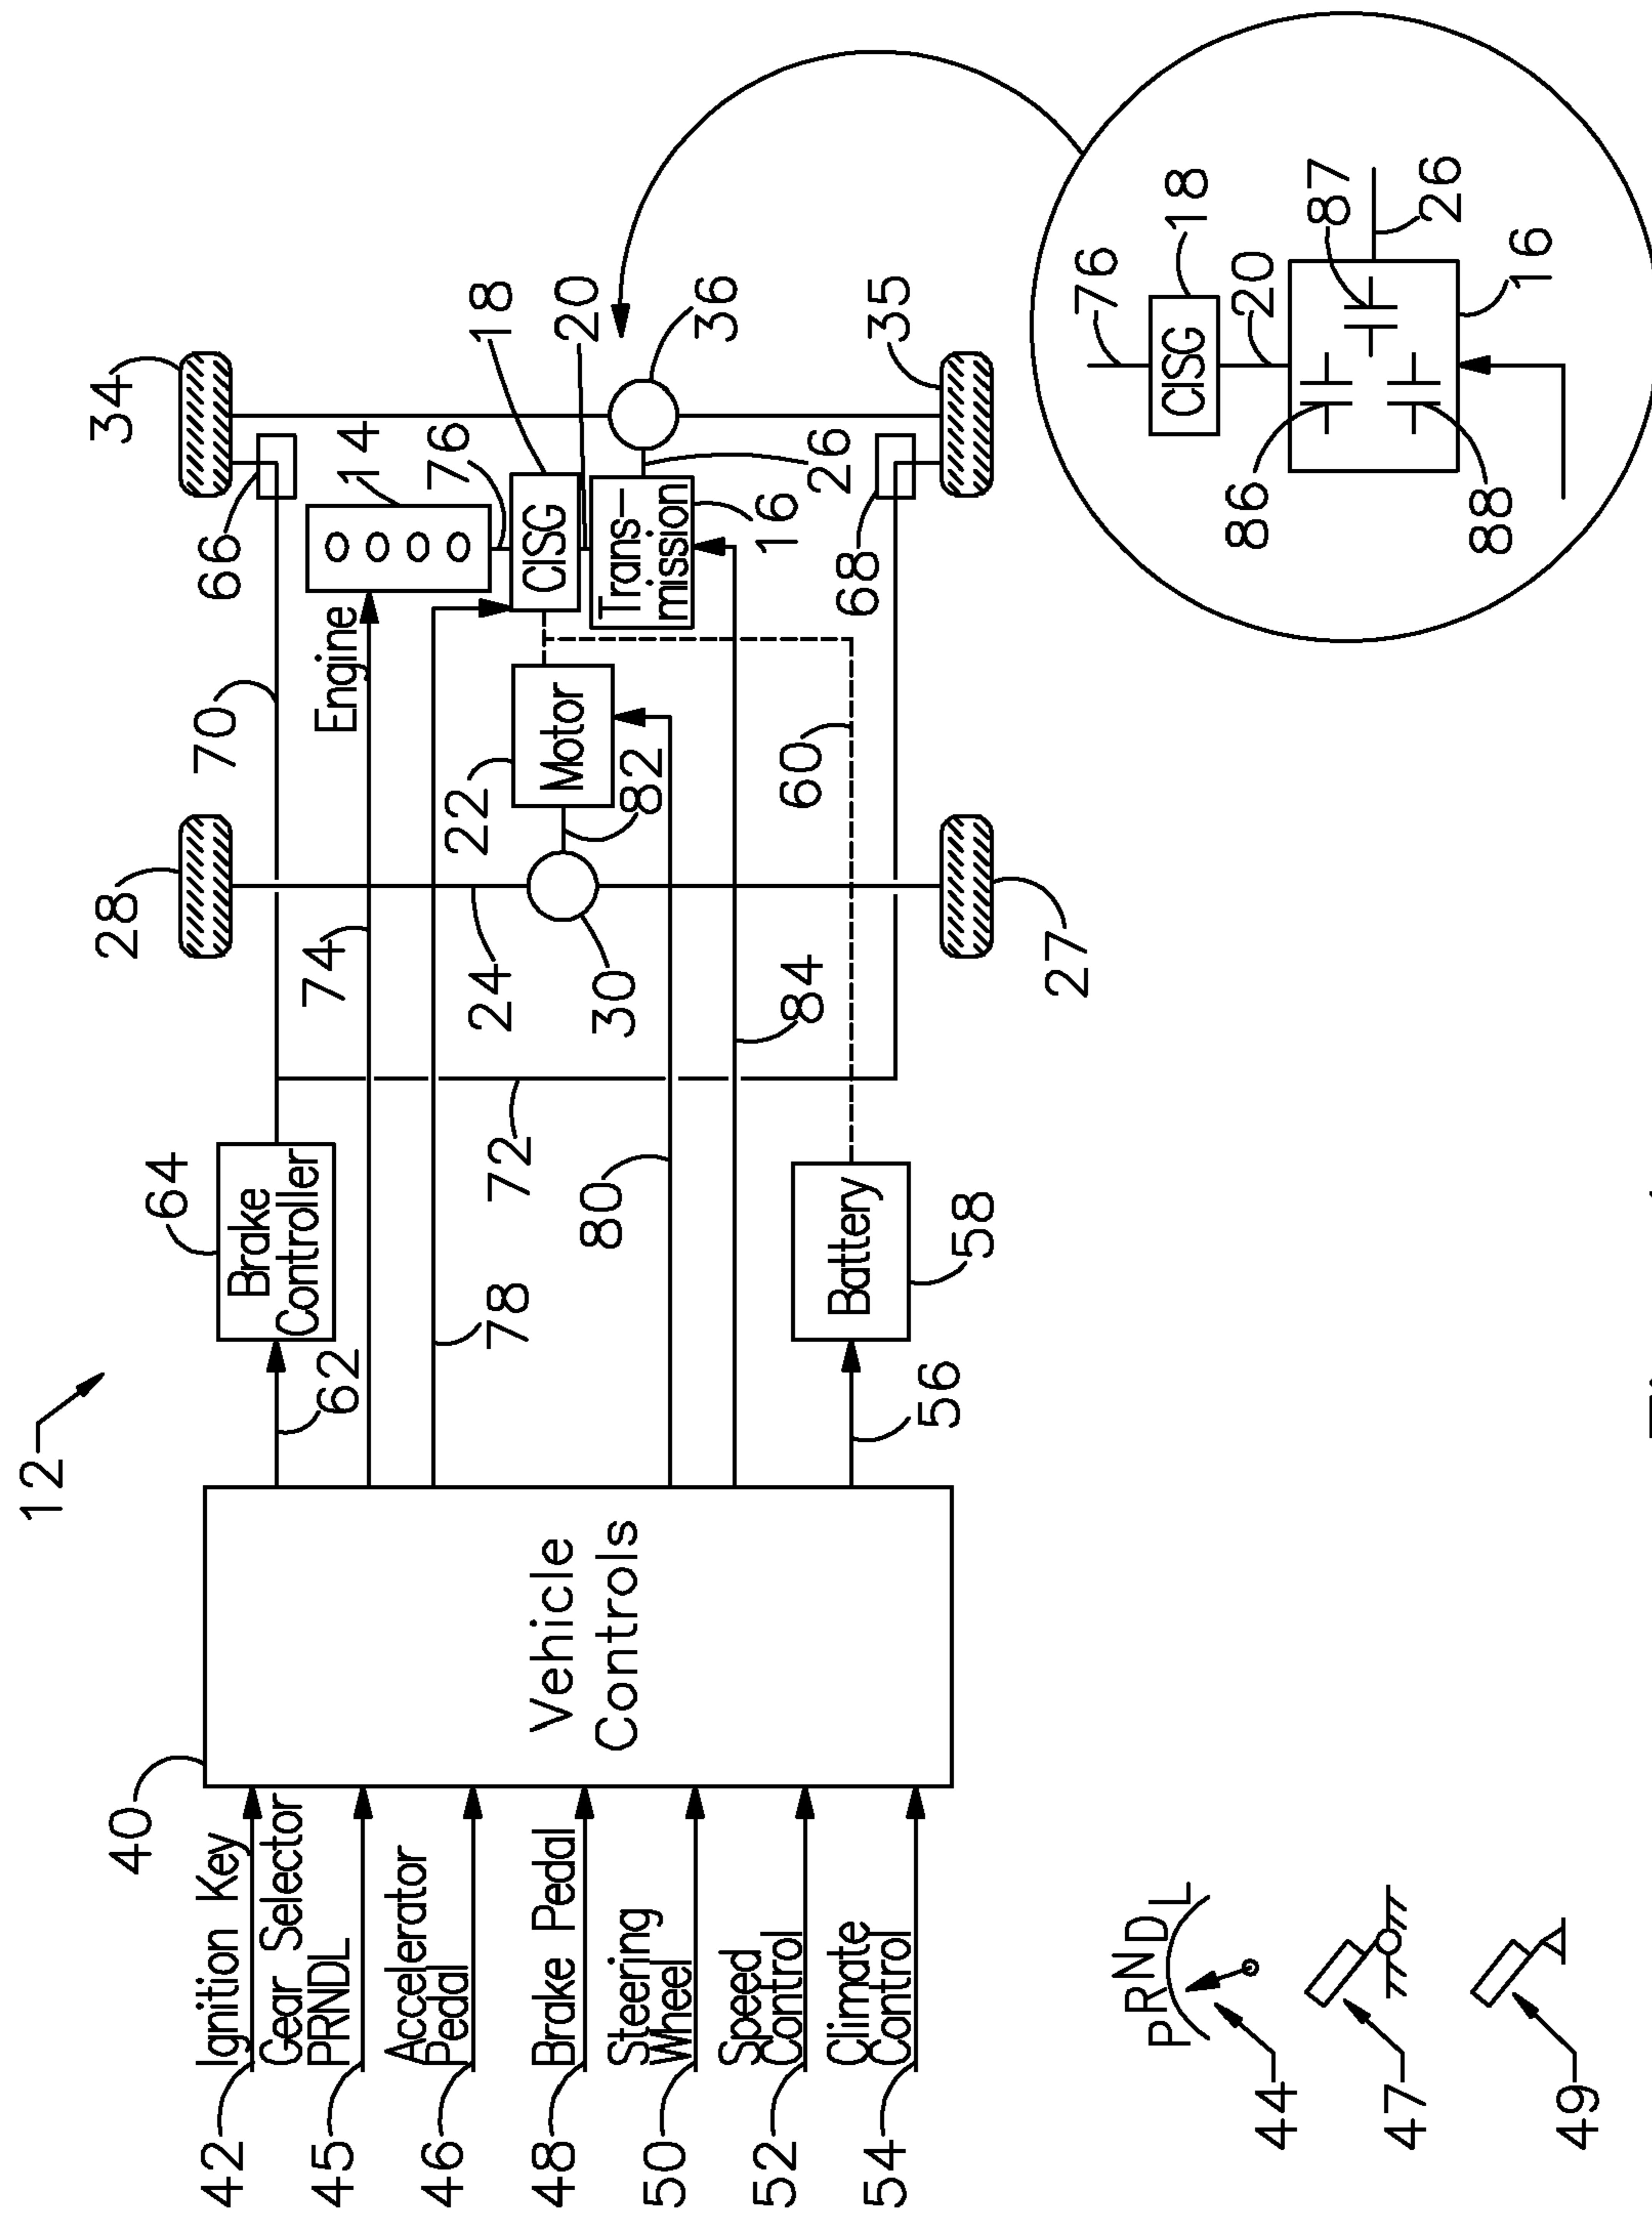 12
40
42
Ignition Key
45
Gear Selector
PRNDL
46
Accelerator
Pedal
48
Brake Pedal
50
Steering
Wheel
52
Speed
Control
54
Climate
Control
Vehicle
Controls
62
64
Brake
Controller
74
78
72
80
84
56
Battery
58
60
28
24
30
27
70
Engine
22
Motor
82
66
34
14
76
18
CISG
20
Trans-
mission
16
26
36
68
35
76
CISG
18
20
86
87
26
88
16
P R N D L
44
47
49